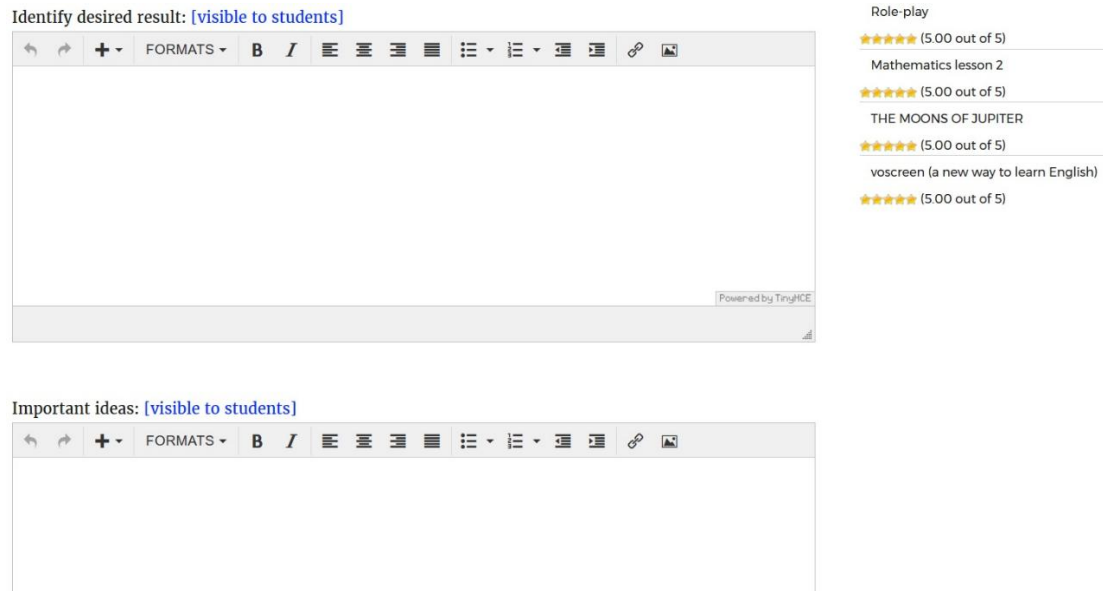 Identify desired result: [visible to students]
FORMATS B I
Powered by TinyMCE
Important ideas: [visible to students]
FORMATS B I
Role-play
(5.00 out of 5)
Mathematics lesson 2
(5.00 out of 5)
THE MOONS OF JUPITER
(5.00 out of 5)
voscreen (a new way to learn English)
(5.00 out of 5)